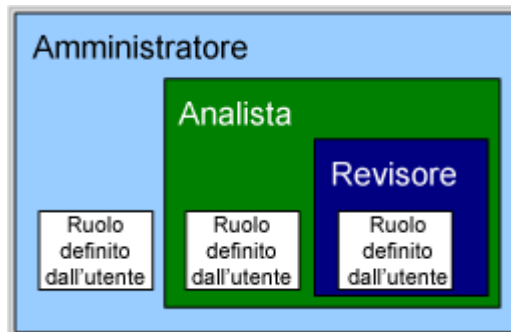 Amministratore
Analista
Revisore
Ruolo
definito
dall'utente
Ruolo
definito
dall'utente
Ruolo
definito
dall'utente